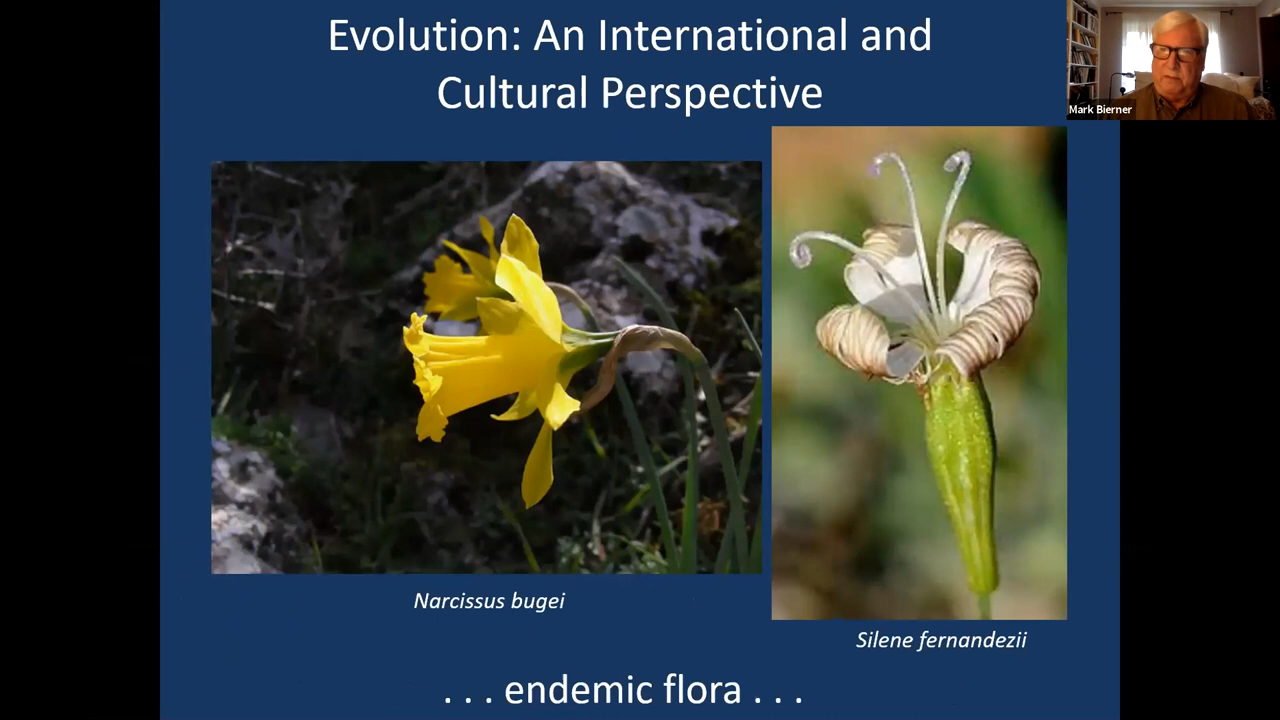 Evolution: An International and
Cultural Perspective
Mark Bierner
Narcissus bugei
Silene fernandezii
. . . endemic flora . . .